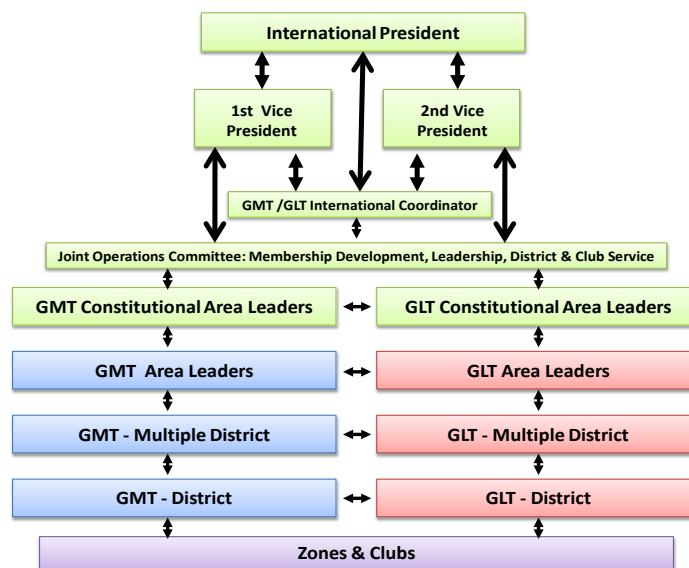 International President
1st Vice
President
2nd Vice
President
GMT /GLT International Coordinator
Joint Operations Committee: Membership Development, Leadership, District & Club Service
GMT Constitutional Area Leaders
GLT Constitutional Area Leaders
GMT Area Leaders
GLT Area Leaders
GMT - Multiple District
GLT - Multiple District
GMT - District
GLT - District
Zones & Clubs